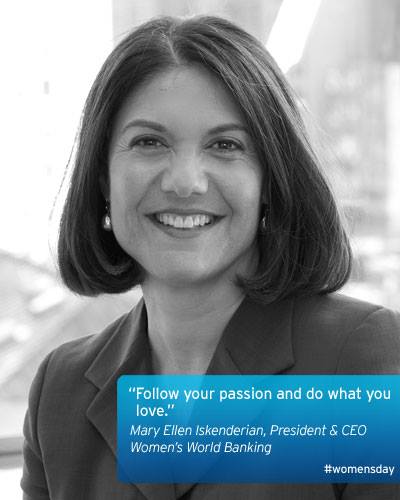 “Follow your passion and do what you
love.”
Mary Ellen Iskenderian, President & CEO
Women's World Banking
#womensday